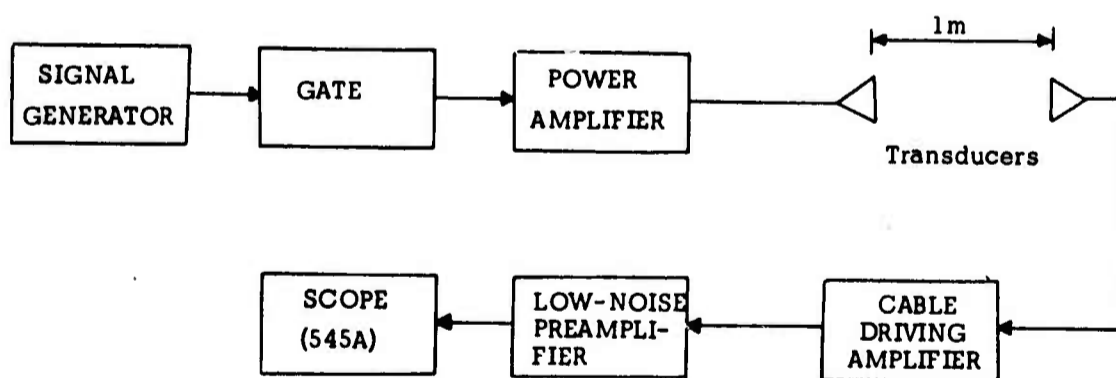 1m
SIGNAL
GENERATOR
GATE
POWER
AMPLIFIER
Transducers
SCOPE
(545A)
LOW-NOISE
PREAMPLI-
FIER
CABLE
DRIVING
AMPLIFIER